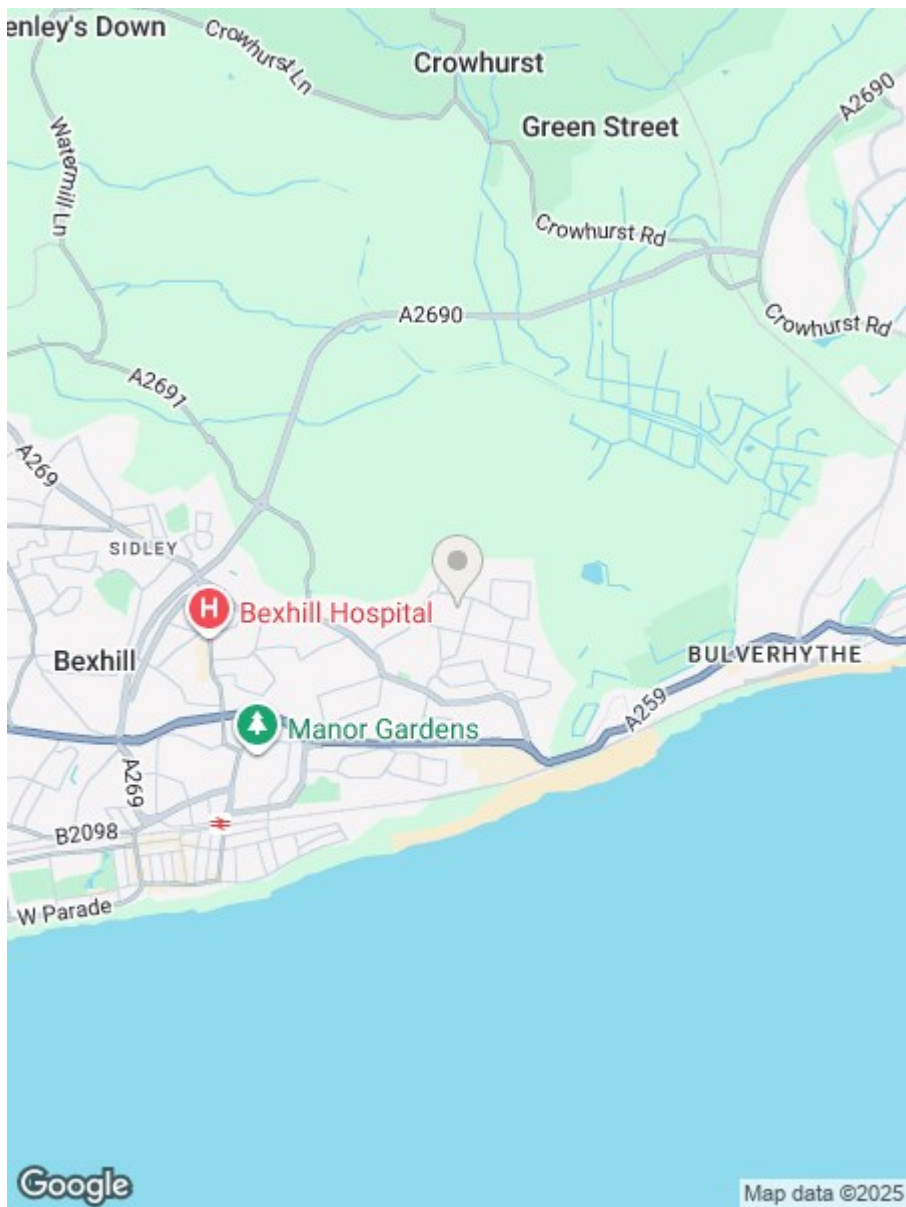 enley's Down
Crowhurst Ln
Crowhurst
A2690
Green Street
Watermill Ln
Crowhurst Rd
A2690
Crowhurst Rd
A2691
A269
SIDLEY
H
Bexhill Hospital
Bexhill
BULVERHYTHE
A259
Manor Gardens
A269
B2098
W Parade
Google
Map data ©2025